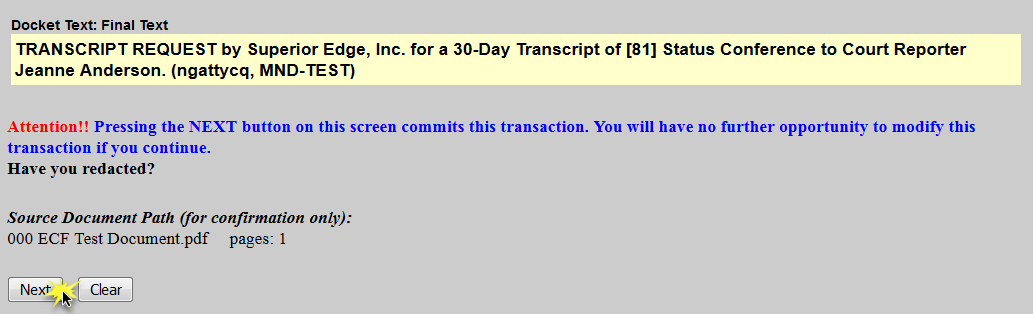 Docket Text: Final Text
TRANSCRIPT REQUEST by Superior Edge, Inc. for a 30-Day Transcript of [81] Status Conference to Court Reporter
Jeanne Anderson. (ngattycq, MND-TEST)
Attention!! Pressing the NEXT button on this screen commits this transaction. You will have no further opportunity to modify this
transaction if you continue.
Have you redacted?
Source Document Path (for confirmation only):
000 ECF Test Document.pdf pages: 1
Next Clear